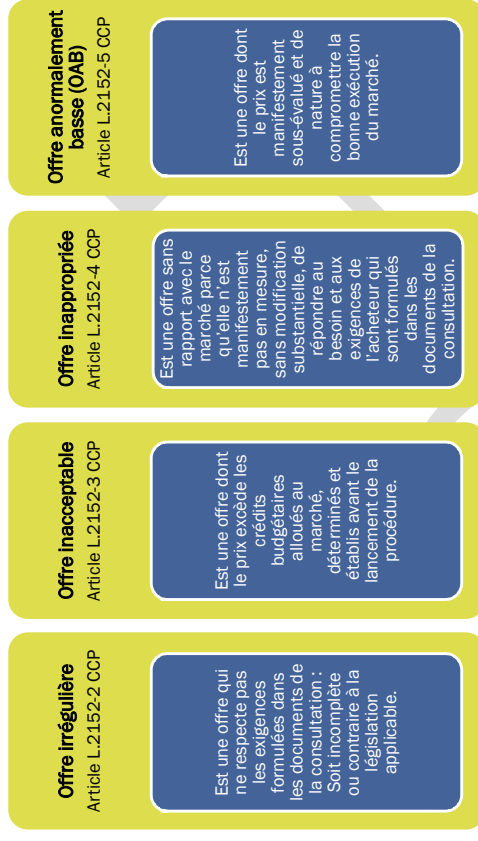 Offre irrégulière
Article L.2152-2 CCP
Est une offre qui
ne respecte pas
les exigences
formulées dans
les documents de
la consultation :
Soit incomplète
ou contraire à la
législation
applicable.
Offre inacceptable
Article L.2152-3 CCP
Est une offre dont
le prix excède les
crédits
budgétaires
alloués au
marché,
déterminés et
établis avant le
lancement de la
procédure.
Offre inappropriée
Article L.2152-4 CCP
Est une offre sans
rapport avec le
marché parce
qu'elle n'est
manifestement
pas en mesure,
sans modification
substantielle, de
répondre au
besoin et aux
exigences de
l'acheteur qui
sont formulés
dans les
documents de la
consultation.
Offre anormalement
basse (OAB)
Article L.2152-5 CCP
Est une offre dont
le prix est
manifestement
sous-évalué et de
nature à
compromettre la
bonne exécution
du marché.